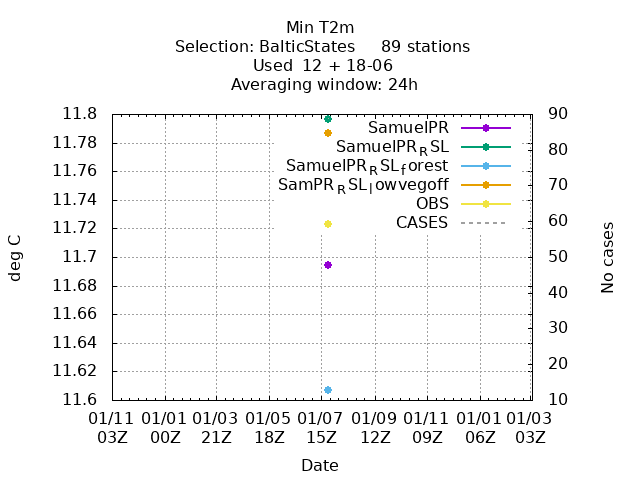 Min T2m
Selection: BalticStates 89 stations
Used 12 + 18-06
Averaging window: 24h
11.8
11.78
11.76
11.74
11.72
11.7
11.68
11.66
11.64
11.62
11.6
deg C
90
80
70
60
50
40
30
20
10
No cases
SamuelPR
SamuelPR_RSL
SamuelPR_RSL_forest
SamPR_RSL_lowvegoff
OBS
CASES
01/11 01/01 01/03 01/05 01/07 01/09 01/11 01/01 01/03
03Z 00Z 21Z 18Z 15Z 12Z 09Z 06Z 03Z
Date